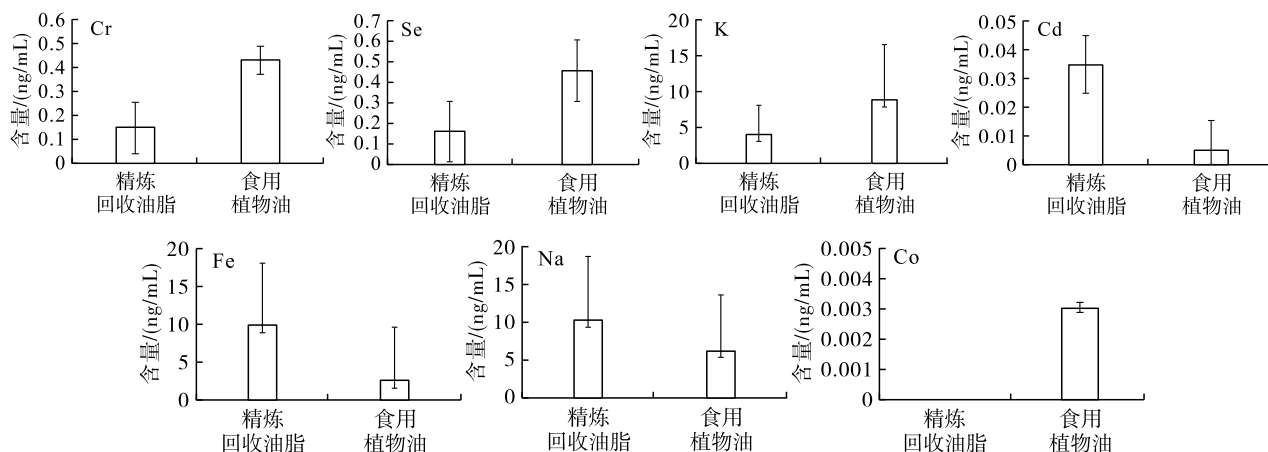 Cr
含量/(ng/mL)
0.6
0.5
0.4
0.3
0.2
0.1
0
精炼
回收油脂
食用
植物油
Se
含量/(ng/mL)
0.7
0.6
0.5
0.4
0.3
0.2
0.1
0
精炼
回收油脂
食用
植物油
K
含量/(ng/mL)
20
15
10
5
0
精炼
回收油脂
食用
植物油
Cd
含量/(ng/mL)
0.05
0.04
0.03
0.02
0.01
0
精炼
回收油脂
食用
植物油
Fe
含量/(ng/mL)
20
15
10
5
0
精炼
回收油脂
食用
植物油
Na
含量/(ng/mL)
20
15
10
5
0
精炼
回收油脂
食用
植物油
Co
含量/(ng/mL)
0.005
0.004
0.003
0.002
0.001
0
精炼
回收油脂
食用
植物油